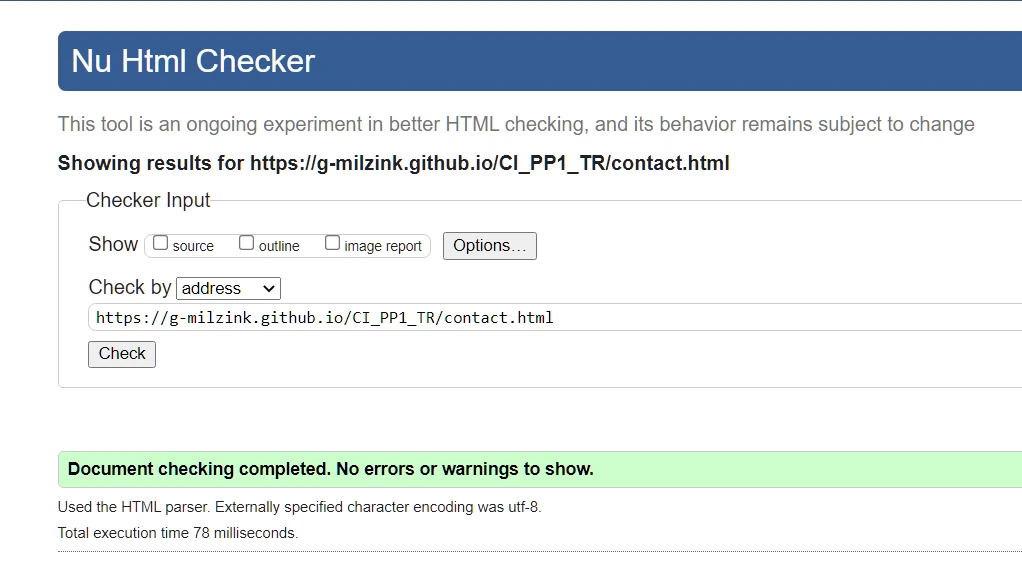 Nu Html Checker
This tool is an ongoing experiment in better HTML checking, and its behavior remains subject to change
Showing results for https://g-milzink.github.io/CI_PP1_TR/contact.html
Checker Input
Show source outline image report Options...
Check by address
https://g-milzink.github.io/CI_PP1_TR/contact.html
Check
Document checking completed. No errors or warnings to show.
Used the HTML parser. Externally specified character encoding was utf-8.
Total execution time 78 milliseconds.